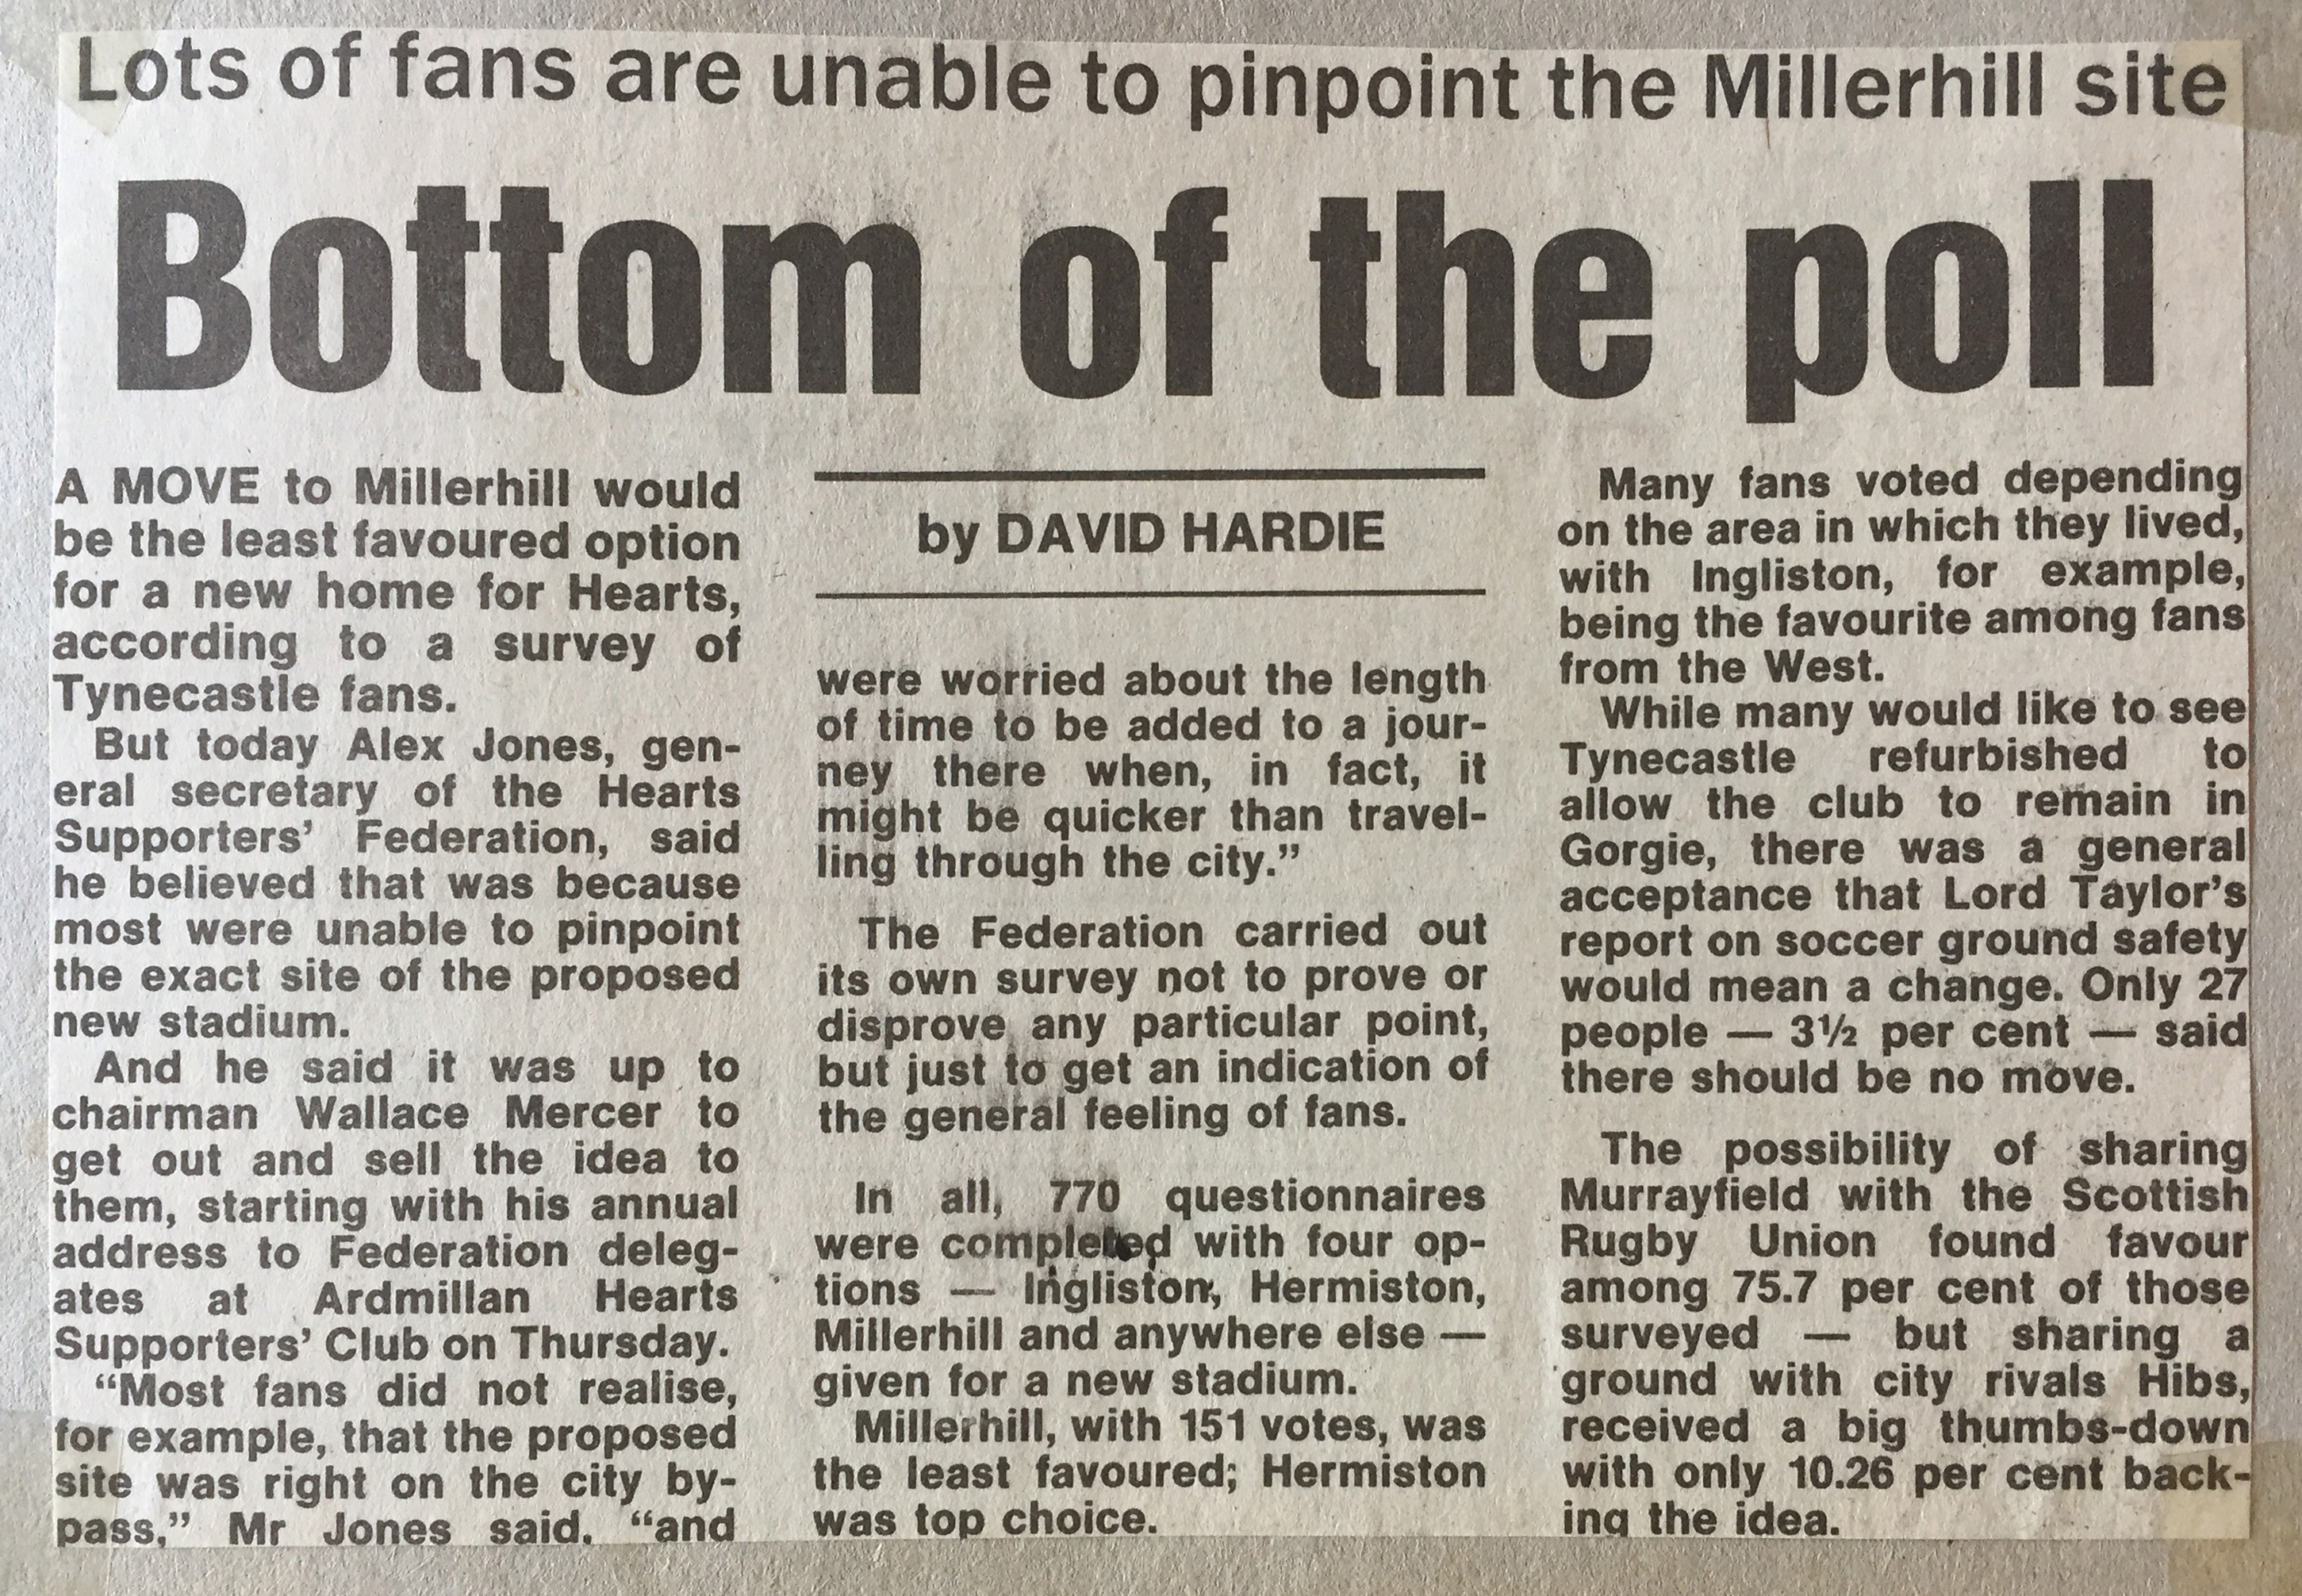 Lots of fans are unable to pinpoint the Millerhill site
Bottom of the poll
A MOVE to Millerhill would
be the least favoured option
for a new home for Hearts,
according to a survey of
Tynecastle fans.
But today Alex Jones, gen-
eral secretary of the Hearts
Supporters' Federation, said
he believed that was because
most were unable to pinpoint
the exact site of the proposed
new stadium.
And he said it was up to
chairman Wallace Mercer to
get out and sell the idea to
them, starting with his annual
address to Federation deleg-
ates at Ardmillan Hearts
Supporters' Club on Thursday.
“Most fans did not realise,
for example, that the proposed
site was right on the city by-
pass,” Mr Jones said, “and
by DAVID HARDIE
were worried about the length
of time to be added to a jour-
ney there when, in fact, it
might be quicker than travel-
ling through the city.”
The Federation carried out
its own survey not to prove or
disprove any particular point,
but just to get an indication of
the general feeling of fans.
In all, 770 questionnaires
were completed with four op-
tions — Ingliston, Hermiston,
Millerhill and anywhere else —
given for a new stadium.
Millerhill, with 151 votes, was
the least favoured; Hermiston
was top choice.
Many fans voted depending
on the area in which they lived,
with Ingliston, for example,
being the favourite among fans
from the West.
While many would like to see
Tynecastle refurbished to
allow the club to remain in
Gorgie, there was a general
acceptance that Lord Taylor's
report on soccer ground safety
would mean a change. Only 27
people — 3½ per cent — said
there should be no move.
The possibility of sharing
Murrayfield with the Scottish
Rugby Union found favour
among 75.7 per cent of those
surveyed — but sharing a
ground with city rivals Hibs,
received a big thumbs-down
with only 10.26 per cent back-
ing the idea.